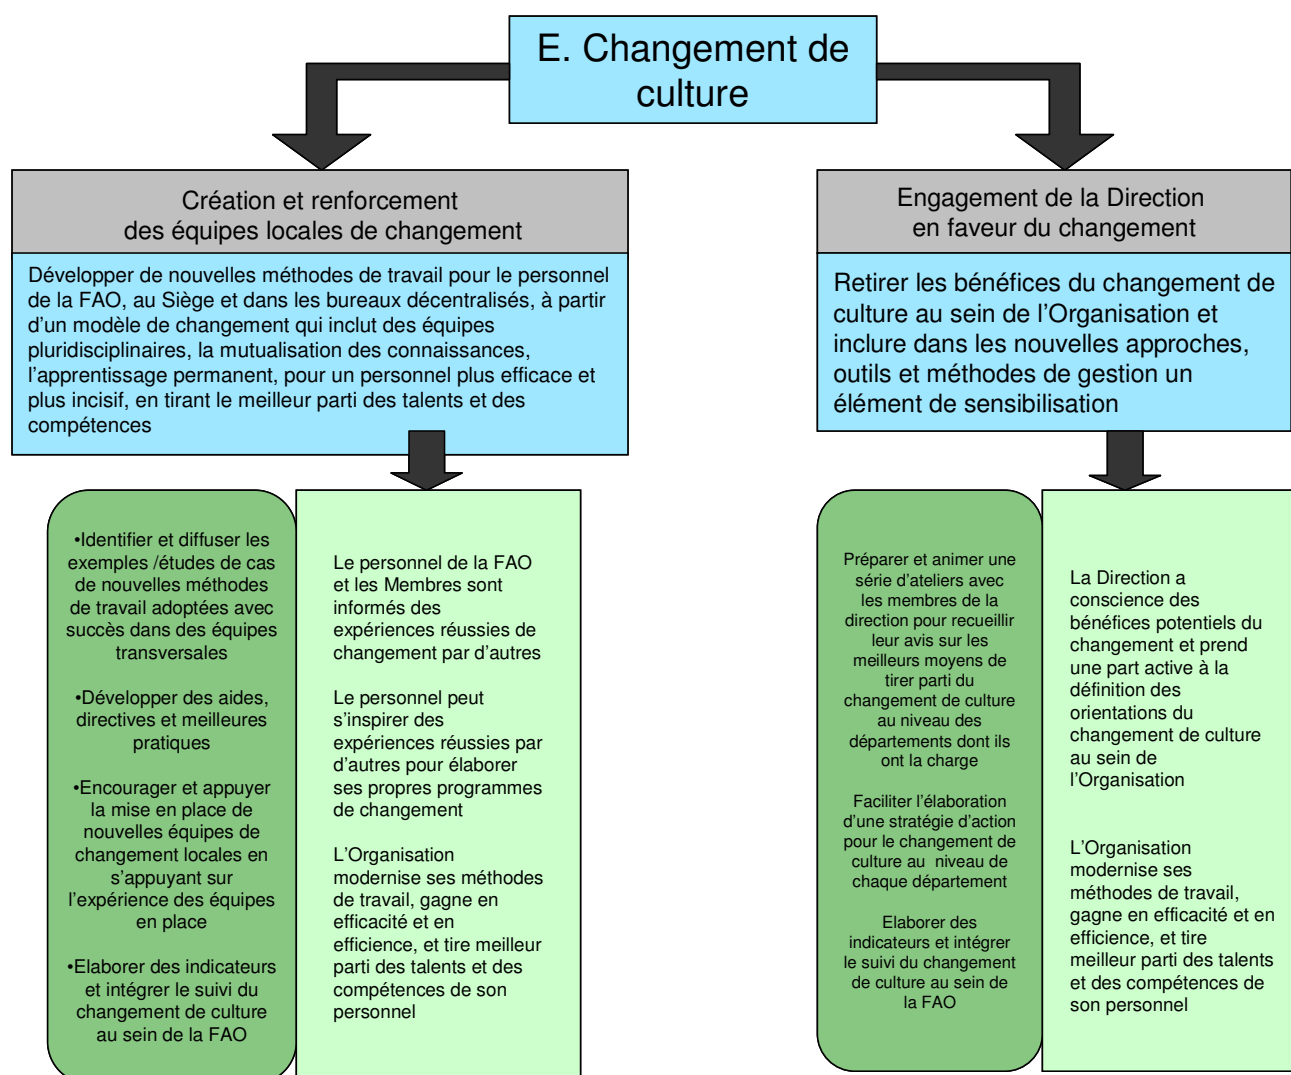 E. Changement de
culture
Création et renforcement
des équipes locales de changement
Développer de nouvelles méthodes de travail pour le personnel
de la FAO, au Siège et dans les bureaux décentralisés, à partir
d’un modèle de changement qui inclut des équipes
pluridisciplinaires, la mutualisation des connaissances,
l’apprentissage permanent, pour un personnel plus efficace et
plus incisif, en tirant le meilleur parti des talents et des
compétences
•Identifier et diffuser les
exemples /études de cas
de nouvelles méthodes
de travail adoptées avec
succès dans des équipes
transversales
•Développer des aides,
directives et meilleures
pratiques
•Encourager et appuyer
la mise en place de
nouvelles équipes de
changement locales en
s’appuyant sur
l’expérience des équipes
en place
•Elaborer des indicateurs
et intégrer le suivi du
changement de culture
au sein de la FAO
Le personnel de la FAO
et les Membres sont
informés des
expériences réussies de
changement par d’autres
Le personnel peut
s’inspirer des
expériences réussies par
d’autres pour élaborer
ses propres programmes
de changement
L’Organisation
modernise ses méthodes
de travail, gagne en
efficacité et en
efficience, et tire meilleur
parti des talents et des
compétences de son
personnel
Engagement de la Direction
en faveur du changement
Retirer les bénéfices du changement de
culture au sein de l’Organisation et
inclure dans les nouvelles approches,
outils et méthodes de gestion un
élément de sensibilisation
Préparer et animer une
série d’ateliers avec
les membres de la
direction pour recueillir
leur avis sur les
meilleurs moyens de
tirer parti du
changement de culture
au niveau des
départements dont ils
ont la charge
Faciliter l’élaboration
d’une stratégie d’action
pour le changement de
culture au niveau de
chaque département
Elaborer des
indicateurs et intégrer
le suivi du changement
de culture au sein de
la FAO
La Direction a
conscience des
bénéfices potentiels du
changement et prend
une part active à la
définition des
orientations du
changement de culture
au sein de
l’Organisation
L’Organisation
modernise ses
méthodes de travail,
gagne en efficacité et en
efficience, et tire
meilleur parti des talents
et des compétences de
son personnel